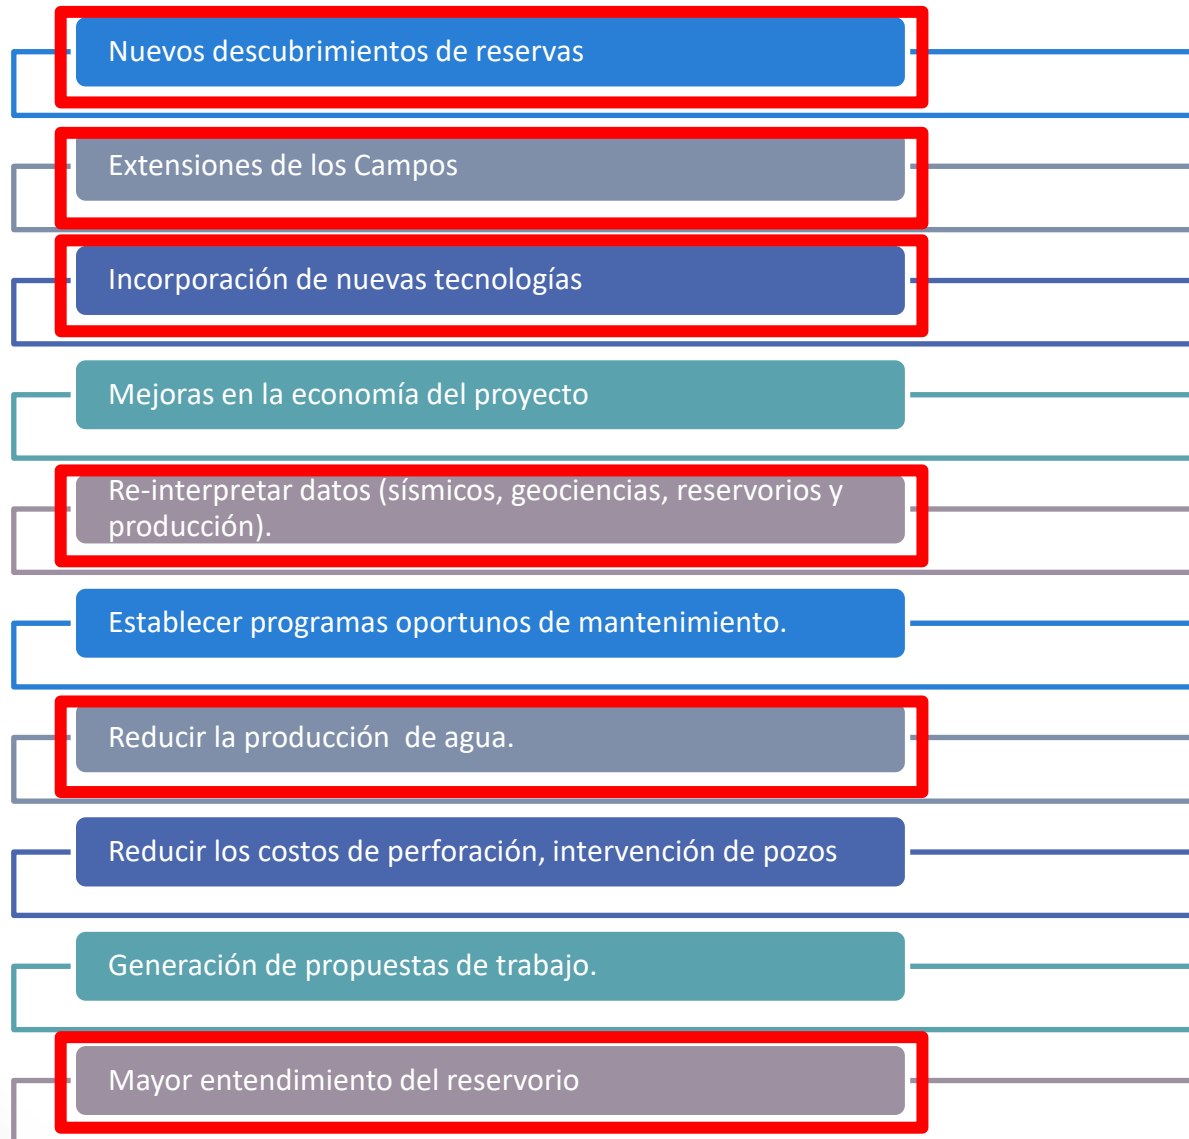 Nuevos descubrimientos de reservas
Extensiones de los Campos
Incorporación de nuevas tecnologías
Mejoras en la economía del proyecto
Re-interpretar datos (sísmicos, geociencias, reservorios y
producción).
Establecer programas oportunos de mantenimiento.
Reducir la producción  de agua.
Reducir los costos de perforación, intervención de pozos
Generación de propuestas de trabajo.
Mayor entendimiento del reservorio